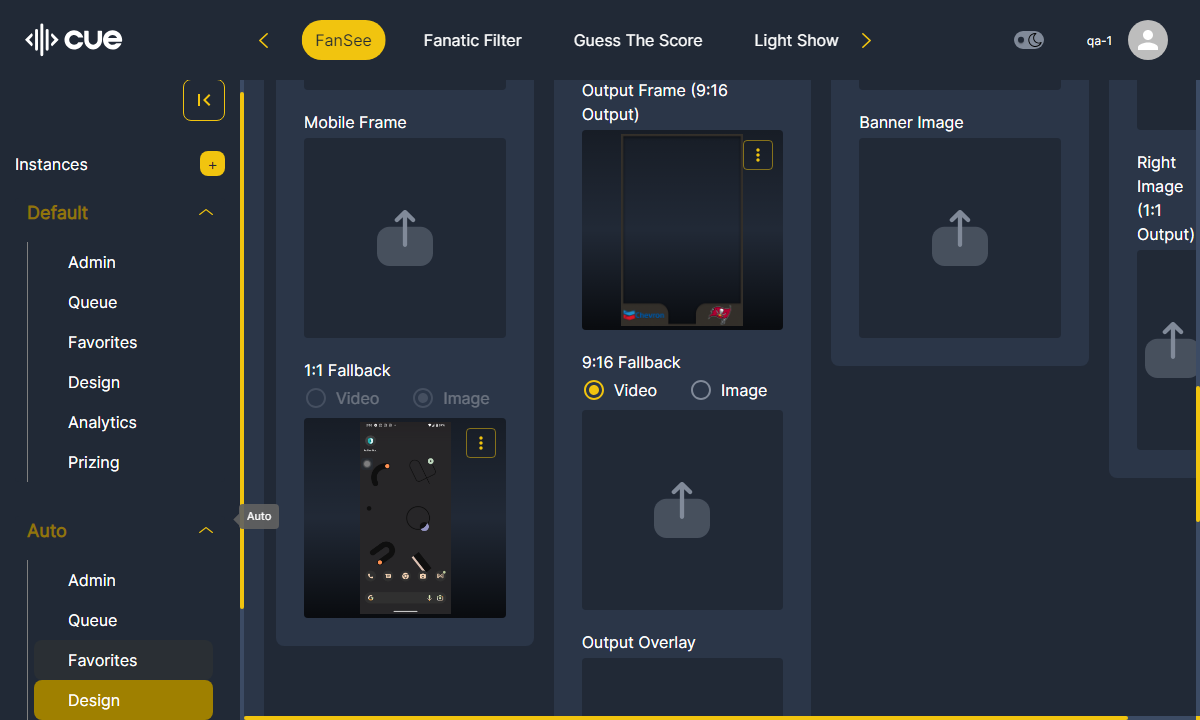 cue
FanSee
Fanatic Filter
Guess The Score
Light Show
qa-1
Instances
+
Default
Admin
Queue
Favorites
Design
Analytics
Prizing
Auto
Admin
Queue
Favorites
Design
Auto
Mobile Frame
1:1 Fallback
Video
Image
Output Frame (9:16
Output)
9:16 Fallback
Video
Image
Output Overlay
Banner Image
Right
Image
(1:1
Output)